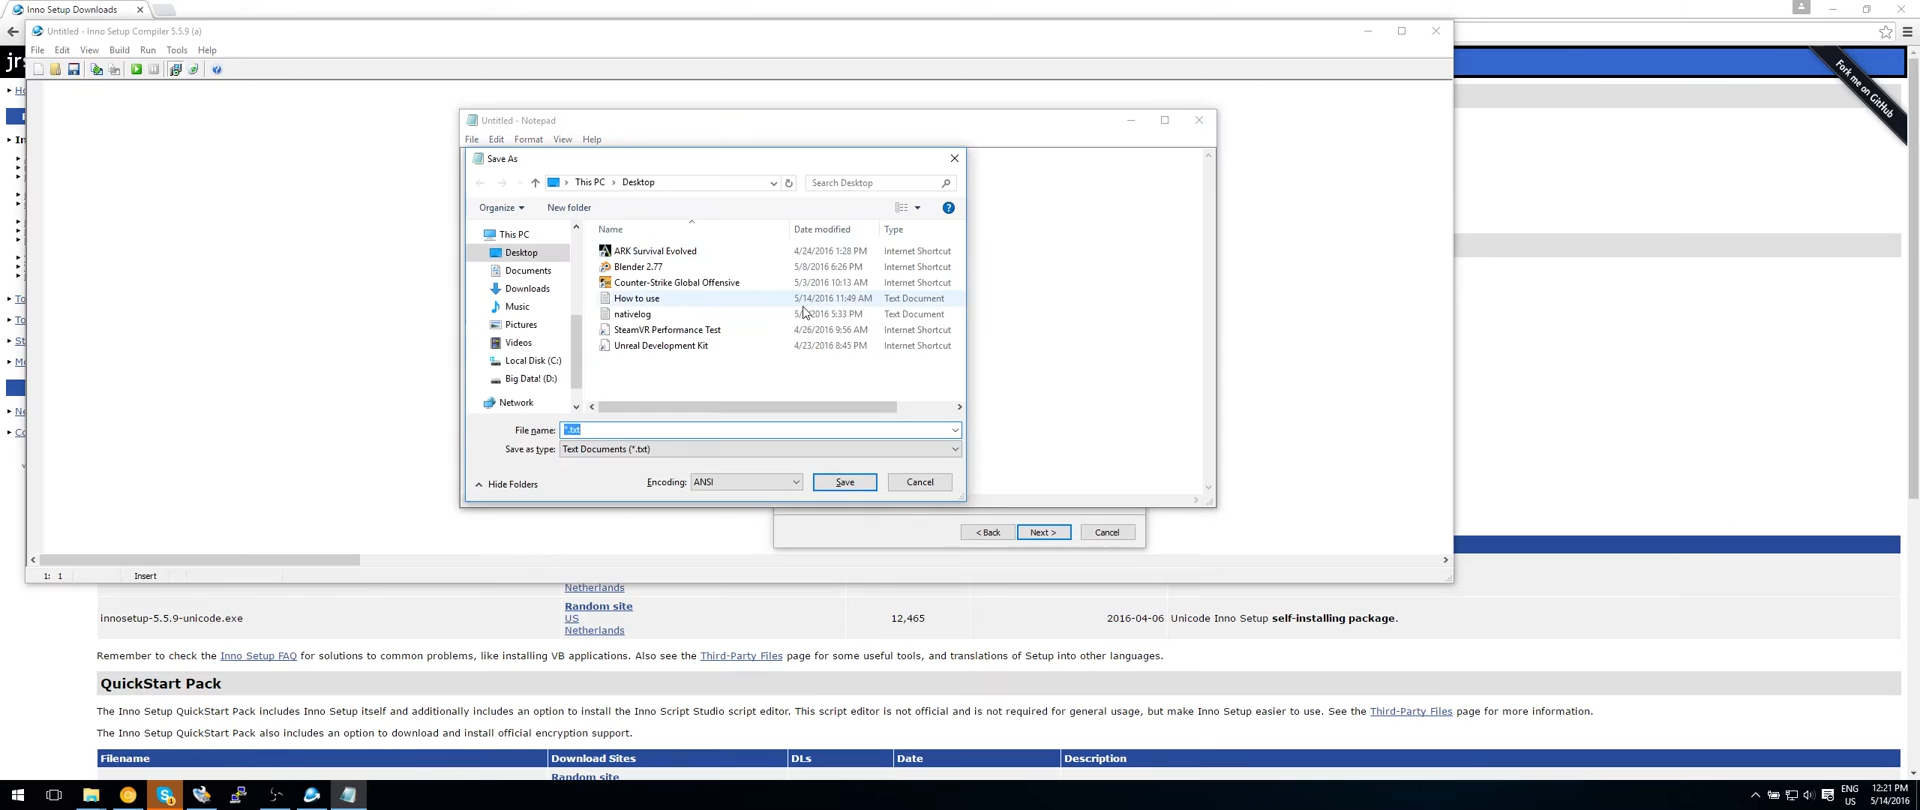 Inno Setup Downloads
Untitled - Inno Setup Compiler 5.5.9 (a)
File Edit View Build Run Tools Help
jrs
Fork me on GitHub
Untitled - Notepad
File Edit Format View Help
Save As
This PC > Desktop
Search Desktop
Organize New folder
Name Date modified Type
This PC
Desktop
Documents
Downloads
Music
Pictures
Videos
Local Disk (C:)
Big Data! (D:)
Network
ARK Survival Evolved 4/24/2016 1:28 PM Internet Shortcut
Blender 2.77 5/8/2016 6:26 PM Internet Shortcut
Counter-Strike Global Offensive 5/3/2016 10:13 AM Internet Shortcut
How to use 5/14/2016 11:49 AM Text Document
nativelog 5:33 PM Text Document
SteamVR Performance Test 4/26/2016 9:56 AM Internet Shortcut
Unreal Development Kit 4/23/2016 8:45 PM Internet Shortcut
File name: *.txt
Save as type: Text Documents (*.txt)
Hide Folders Encoding: ANSI Save Cancel
< Back Next > Cancel
1: 1 Insert
Netherlands
innosetup-5.5.9-unicode.exe Random site 12,465 2016-04-06 Unicode Inno Setup self-installing package.
US
Netherlands
Remember to check the Inno Setup FAQ for solutions to common problems, like installing VB applications. Also see the Third-Party Files page for some useful tools, and translations of Setup into other languages.
QuickStart Pack
The Inno Setup QuickStart Pack includes Inno Setup itself and additionally includes an option to install the Inno Script Studio script editor. This script editor is not official and is not required for general usage, but make Inno Setup easier to use. See the Third-Party Files page for more information.
The Inno Setup QuickStart Pack also includes an option to download and install official encryption support.
Filename Download Sites DLs Date Description
Random site
ENG
US
12:21 PM
5/14/2016